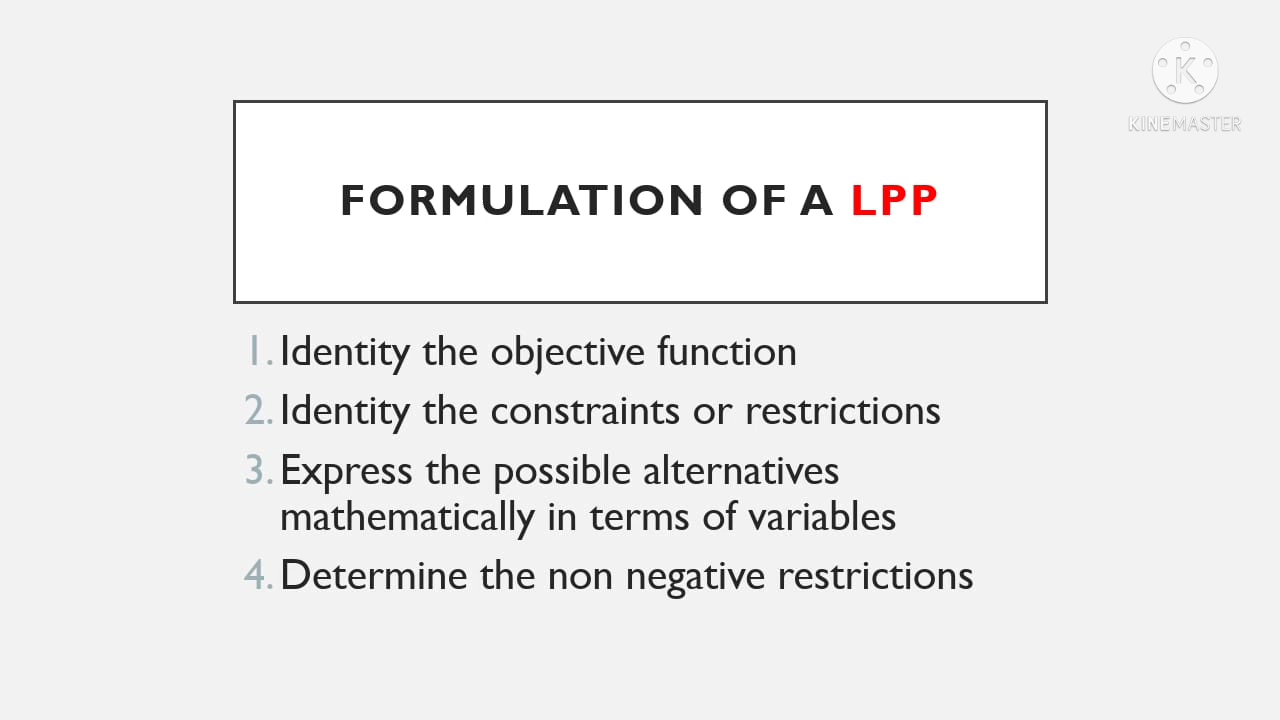 K
KINEMASTER
FORMULATION OF A LPP
1. Identity the objective function
2. Identity the constraints or restrictions
3. Express the possible alternatives
mathematically in terms of variables
4. Determine the non negative restrictions